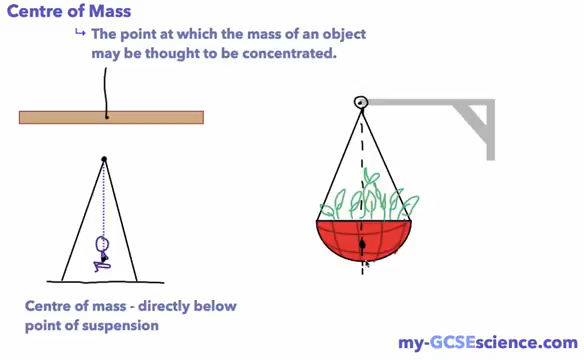 Centre of Mass
↳ The point at which the mass of an object
may be thought to be concentrated.
Centre of mass - directly below
point of suspension
my-GCSEscience.com